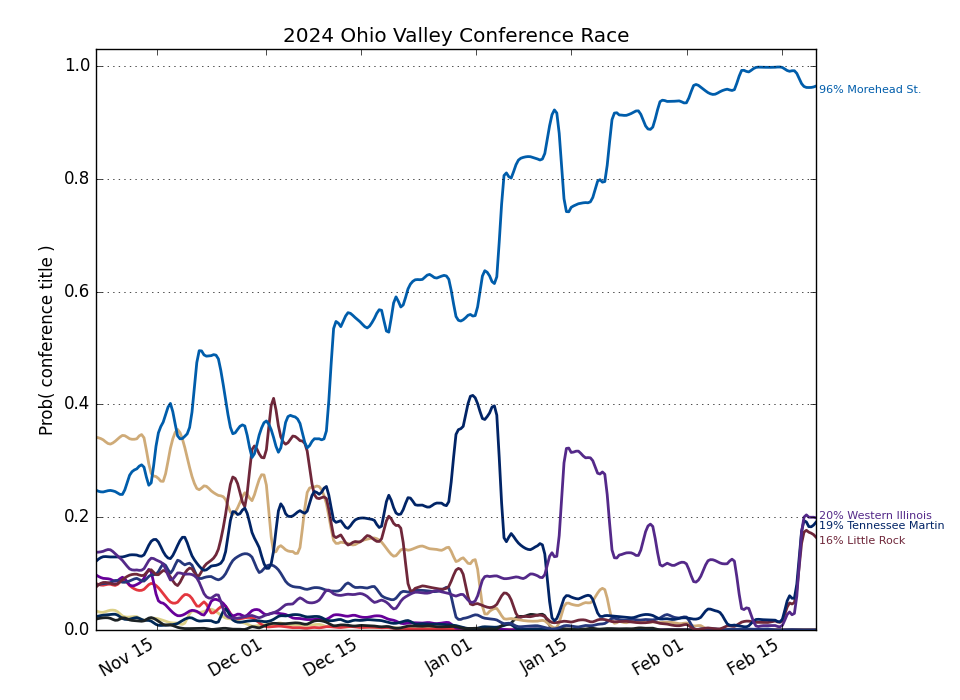 2024 Ohio Valley Conference Race
Prob( conference title )
1.0
0.8
0.6
0.4
0.2
0.0
96% Morehead St.
20% Western Illinois
19% Tennessee Martin
16% Little Rock
Nov 15
Dec 01
Dec 15
Jan 01
Jan 15
Feb 01
Feb 15